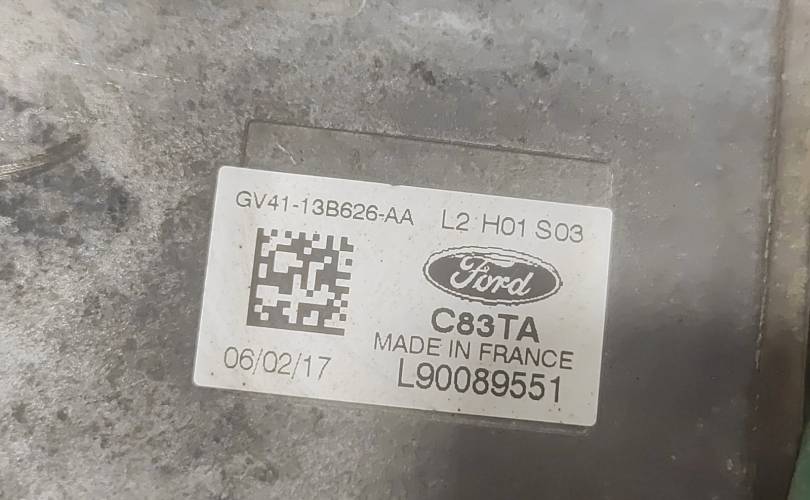 GV41-13B626-AA L2 H01 S03
Ford
C83TA
MADE IN FRANCE
06/02/17 L90089551